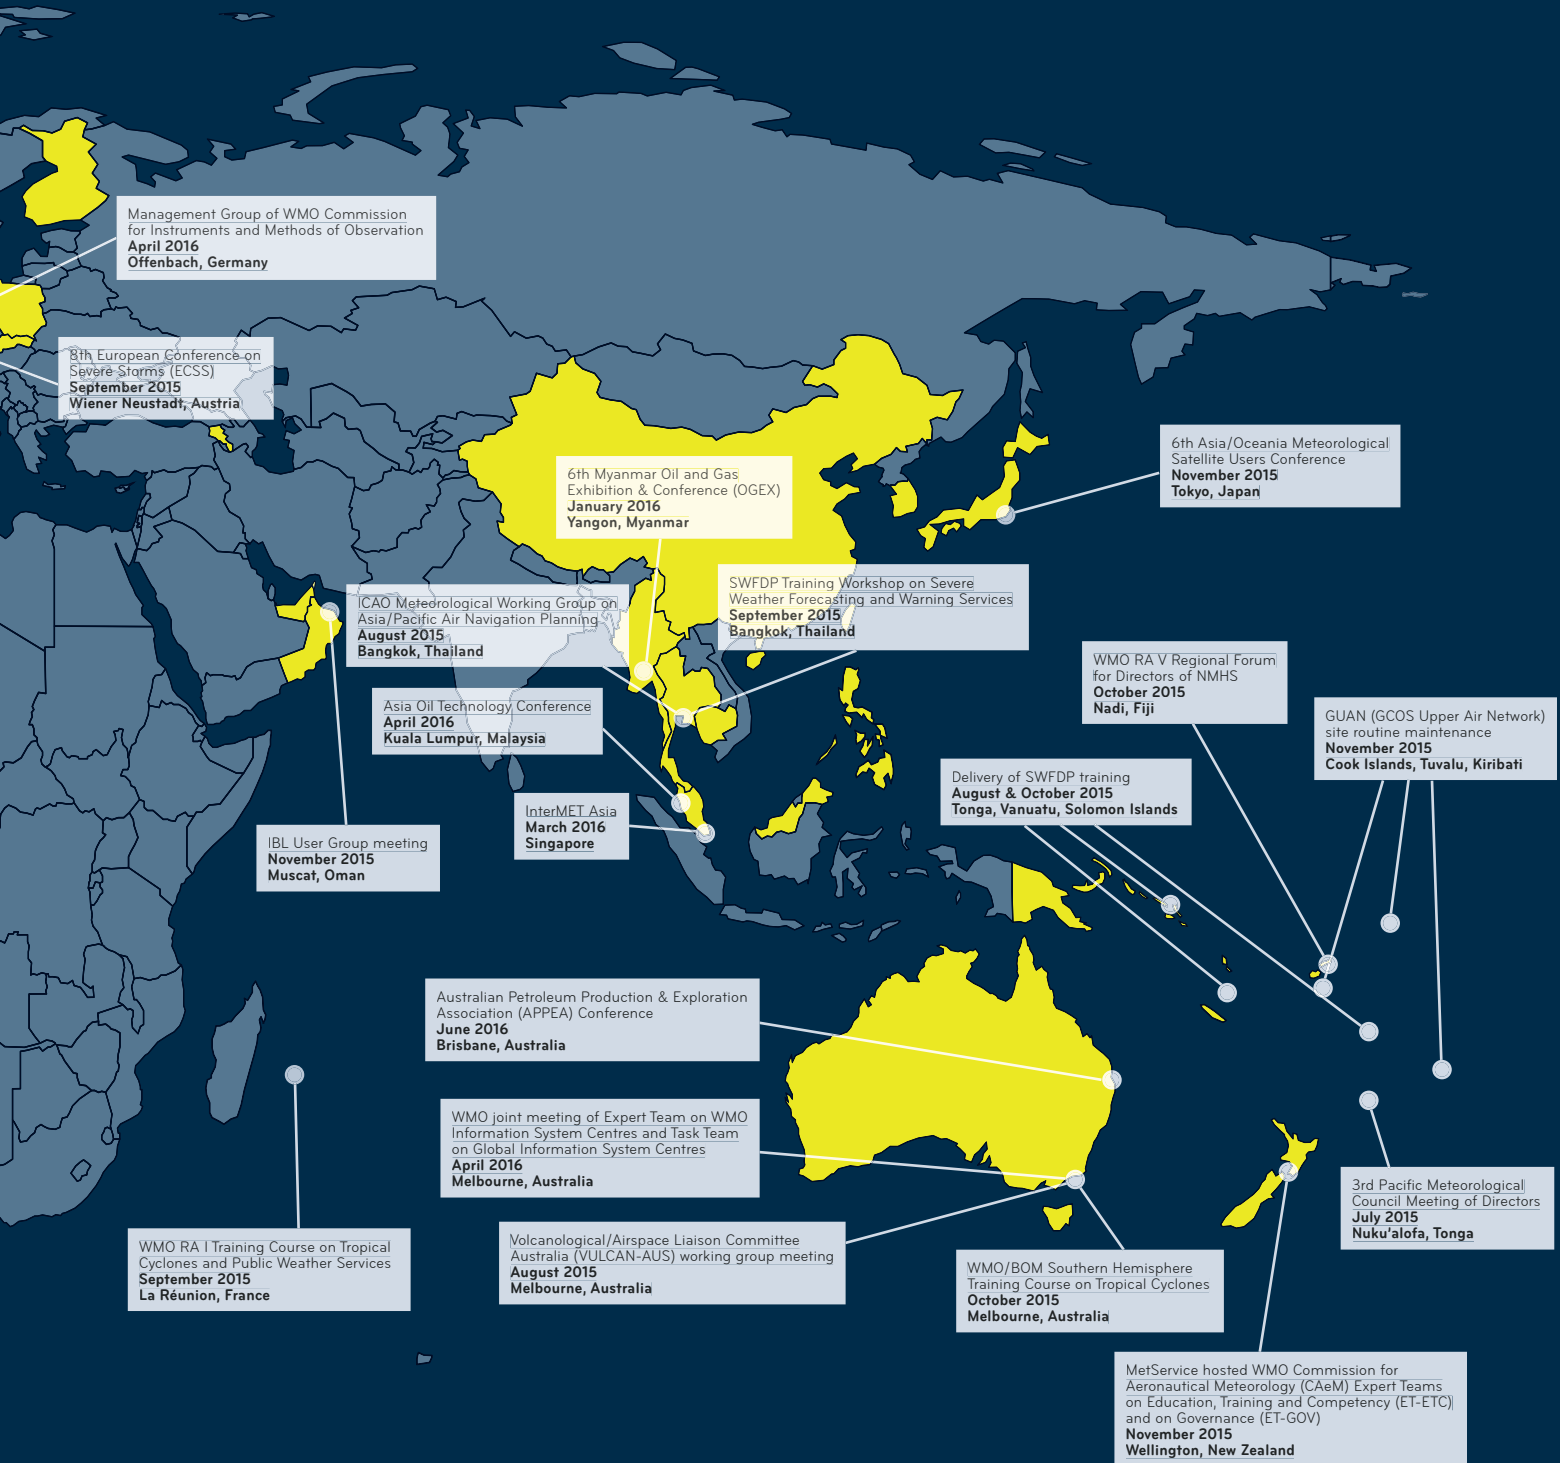 Management Group of WMO Commission
for Instruments and Methods of Observation
April 2016
Offenbach, Germany
8th European Conference on
Severe Storms (ECSS)
September 2015
Wiener Neustadt, Austria
6th Asia/Oceania Meteorological
Satellite Users Conference
November 2015
Tokyo, Japan
6th Myanmar Oil and Gas
Exhibition & Conference (OGEX)
January 2016
Yangon, Myanmar
SWFDP Training Workshop on Severe
Weather Forecasting and Warning Services
September 2015
Bangkok, Thailand
ICAO Meteorological Working Group on
Asia/Pacific Air Navigation Planning
August 2015
Bangkok, Thailand
WMO RA V Regional Forum
for Directors of NMHS
October 2015
Nadi, Fiji
Asia Oil Technology Conference
April 2016
Kuala Lumpur, Malaysia
GUAN (GCOS Upper Air Network)
site routine maintenance
November 2015
Cook Islands, Tuvalu, Kiribati
Delivery of SWFDP training
August & October 2015
Tonga, Vanuatu, Solomon Islands
InterMET Asia
March 2016
Singapore
IBL User Group meeting
November 2015
Muscat, Oman
Australian Petroleum Production & Exploration
Association (APPEA) Conference
June 2016
Brisbane, Australia
WMO joint meeting of Expert Team on WMO
Information System Centres and Task Team
on Global Information System Centres
April 2016
Melbourne, Australia
3rd Pacific Meteorological
Council Meeting of Directors
July 2015
Nuku'alofa, Tonga
WMO RA I Training Course on Tropical
Cyclones and Public Weather Services
September 2015
La Réunion, France
Volcanological/Airspace Liaison Committee
Australia (VULCAN-AUS) working group meeting
August 2015
Melbourne, Australia
WMO/BOM Southern Hemisphere
Training Course on Tropical Cyclones
October 2015
Melbourne, Australia
MetService hosted WMO Commission for
Aeronautical Meteorology (CAeM) Expert Teams
on Education, Training and Competency (ET-ETC)
and on Governance (ET-GOV)
November 2015
Wellington, New Zealand